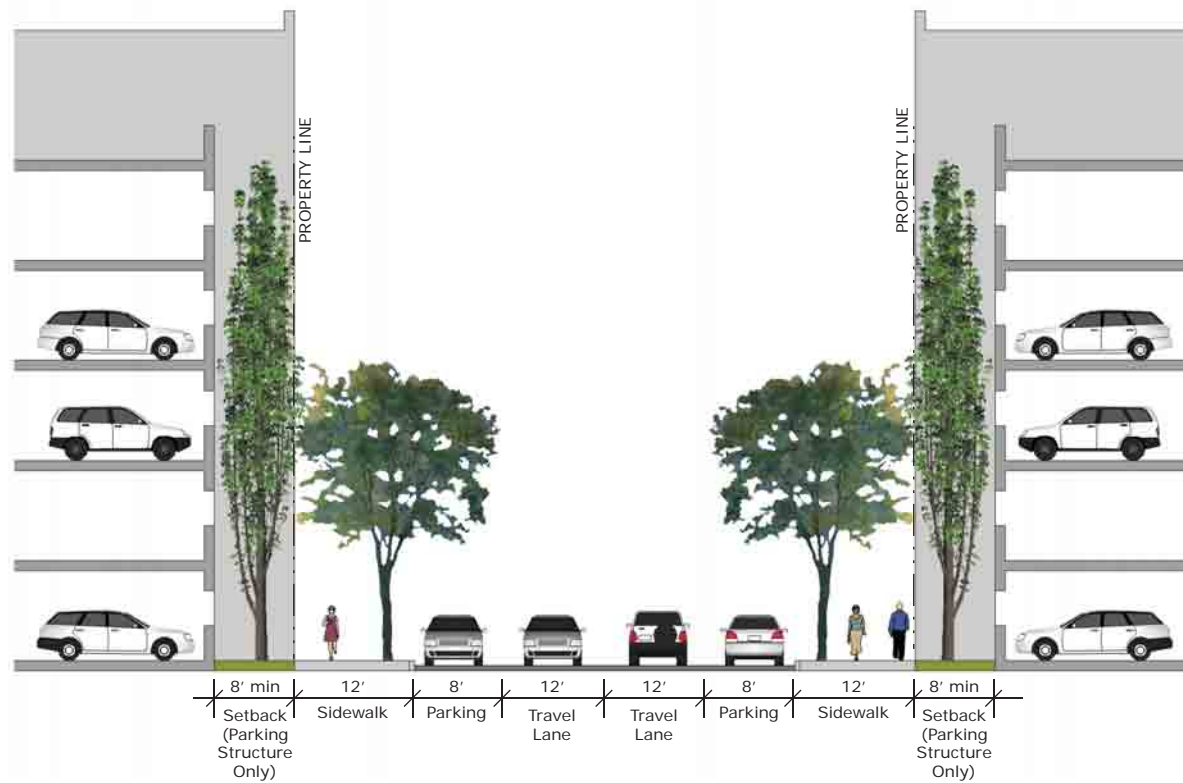 PROPERTY LINE
PROPERTY LINE
8' min
12'
8'
12'
12'
8'
12'
8' min
Setback
(Parking
Structure
Only)
Sidewalk
Parking
Travel
Lane
Travel
Lane
Parking
Sidewalk
Setback
(Parking
Structure
Only)